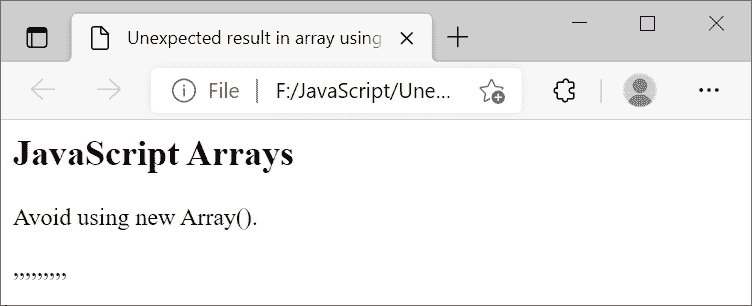 Unexpected result in array using
File
F:/JavaScript/Une...
JavaScript Arrays
Avoid using new Array().
,,,,,,,,,